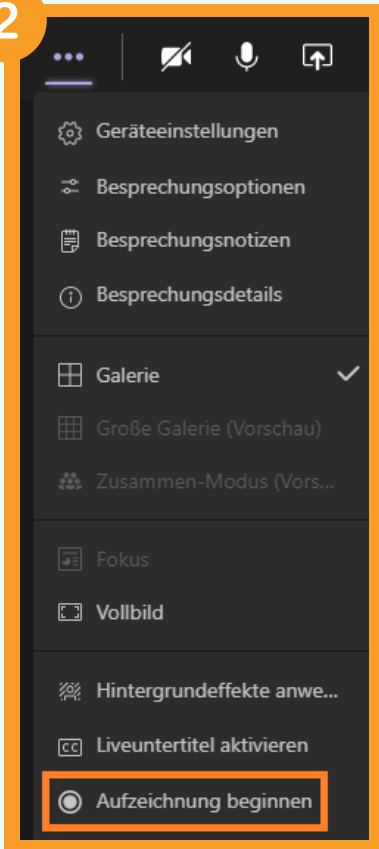 2
Geräteeinstellungen
Besprechungsoptionen
Besprechungsnotizen
Besprechungsdetails
Galerie
Große Galerie (Vorschau)
Zusammen-Modus (Vors...
Fokus
Vollbild
Hintergrundeffekte anwe...
CC Liveuntertitel aktivieren
Aufzeichnung beginnen